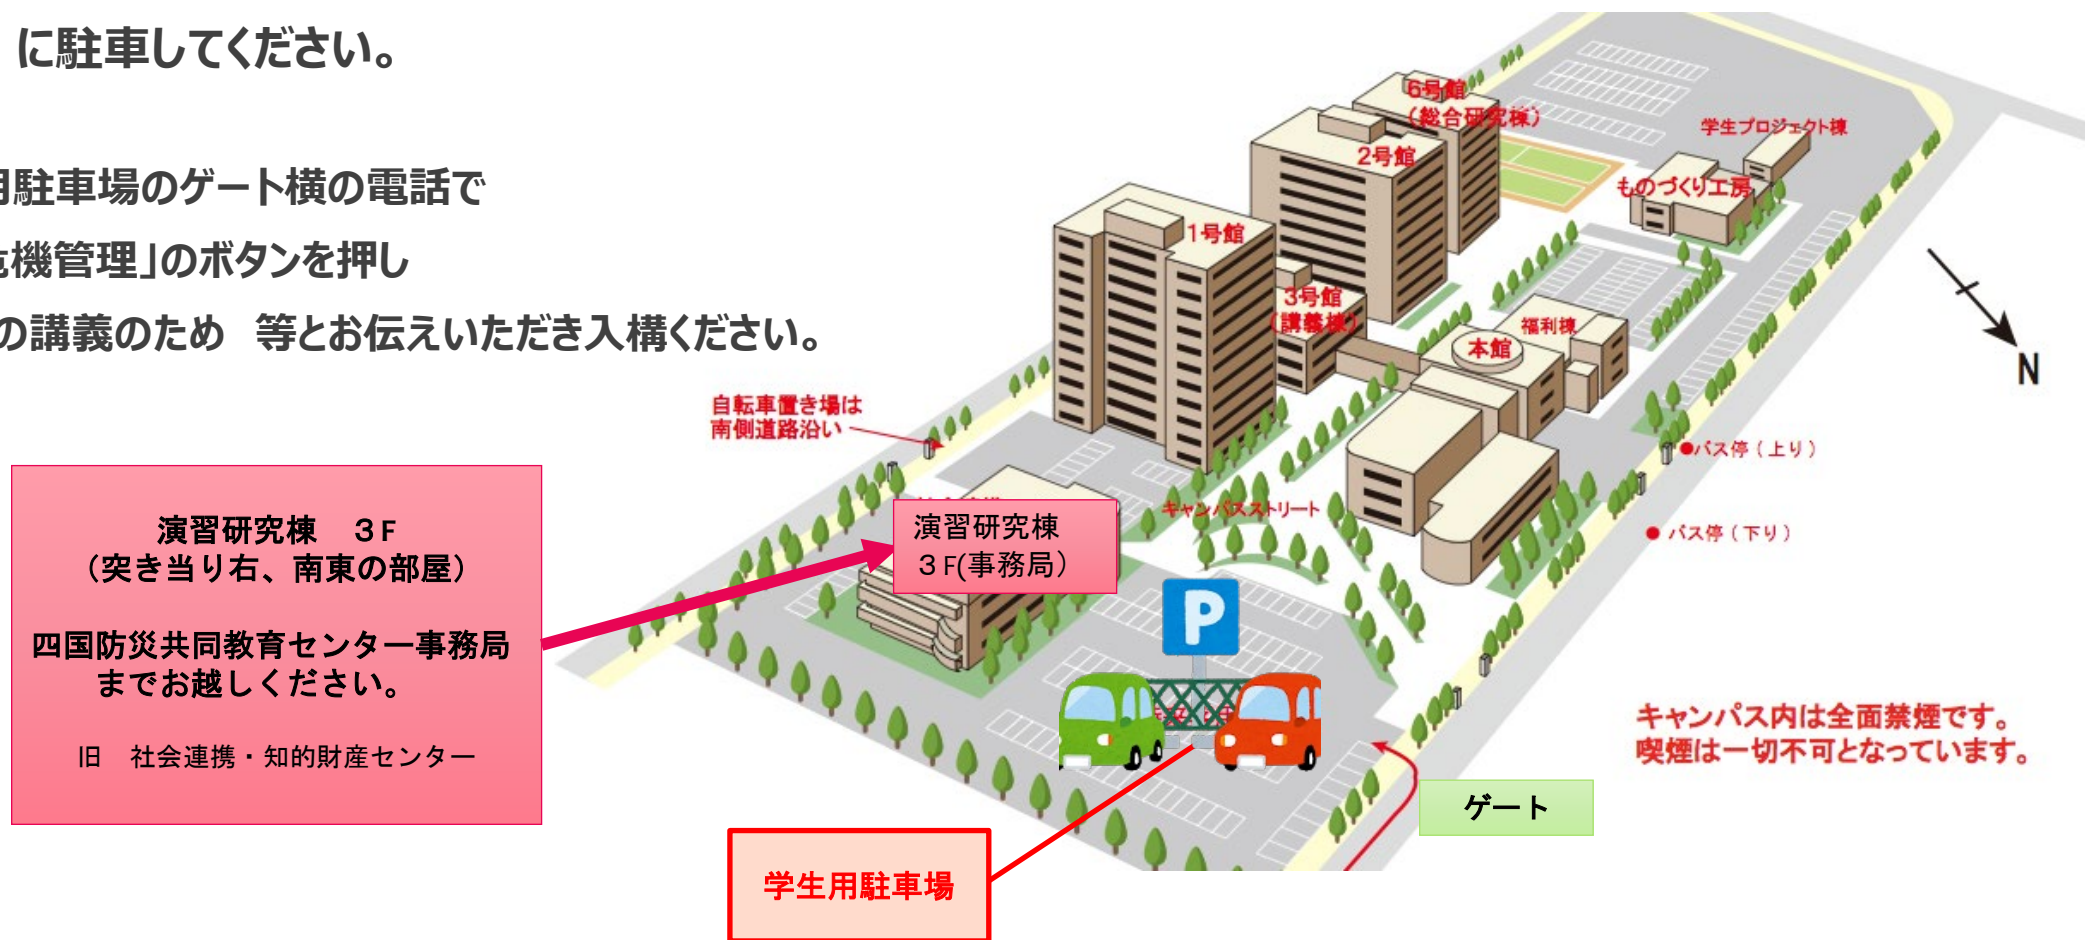 に駐車してください。
駐車場のゲート横の電話で
機管理」のボタンを押し
の講義のため 等とお伝えいただき入構ください。
6号館
(総合研究棟)
2号館
学生プロジェクト棟
ものづくり工房
1号館
3号館
(講義棟)
福利棟
本館
N
自転車置き場は
南側道路沿い
●バス停（上り）
●バス停（下り）
キャンパスストリート
演習研究棟　３F
（突き当り右、南東の部屋）
四国防災共同教育センター事務局
までお越しください。
旧　社会連携・知的財産センター
演習研究棟
３F(事務局）
P
キャンパス内は全面禁煙です。
喫煙は一切不可となっています。
ゲート
学生用駐車場